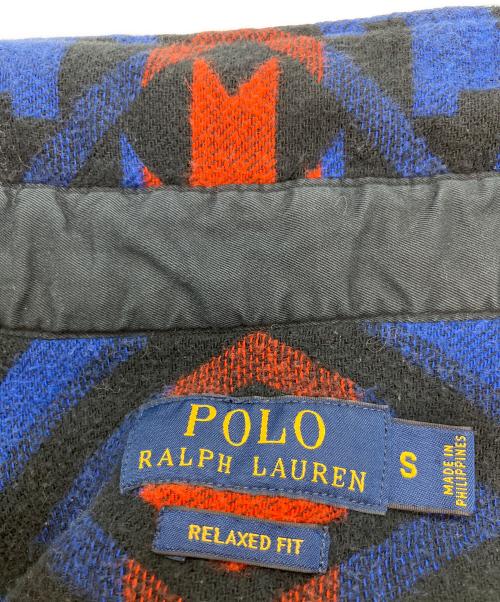 POLO
RALPH LAUREN
S
MADE IN
PHILIPPINES
RELAXED FIT